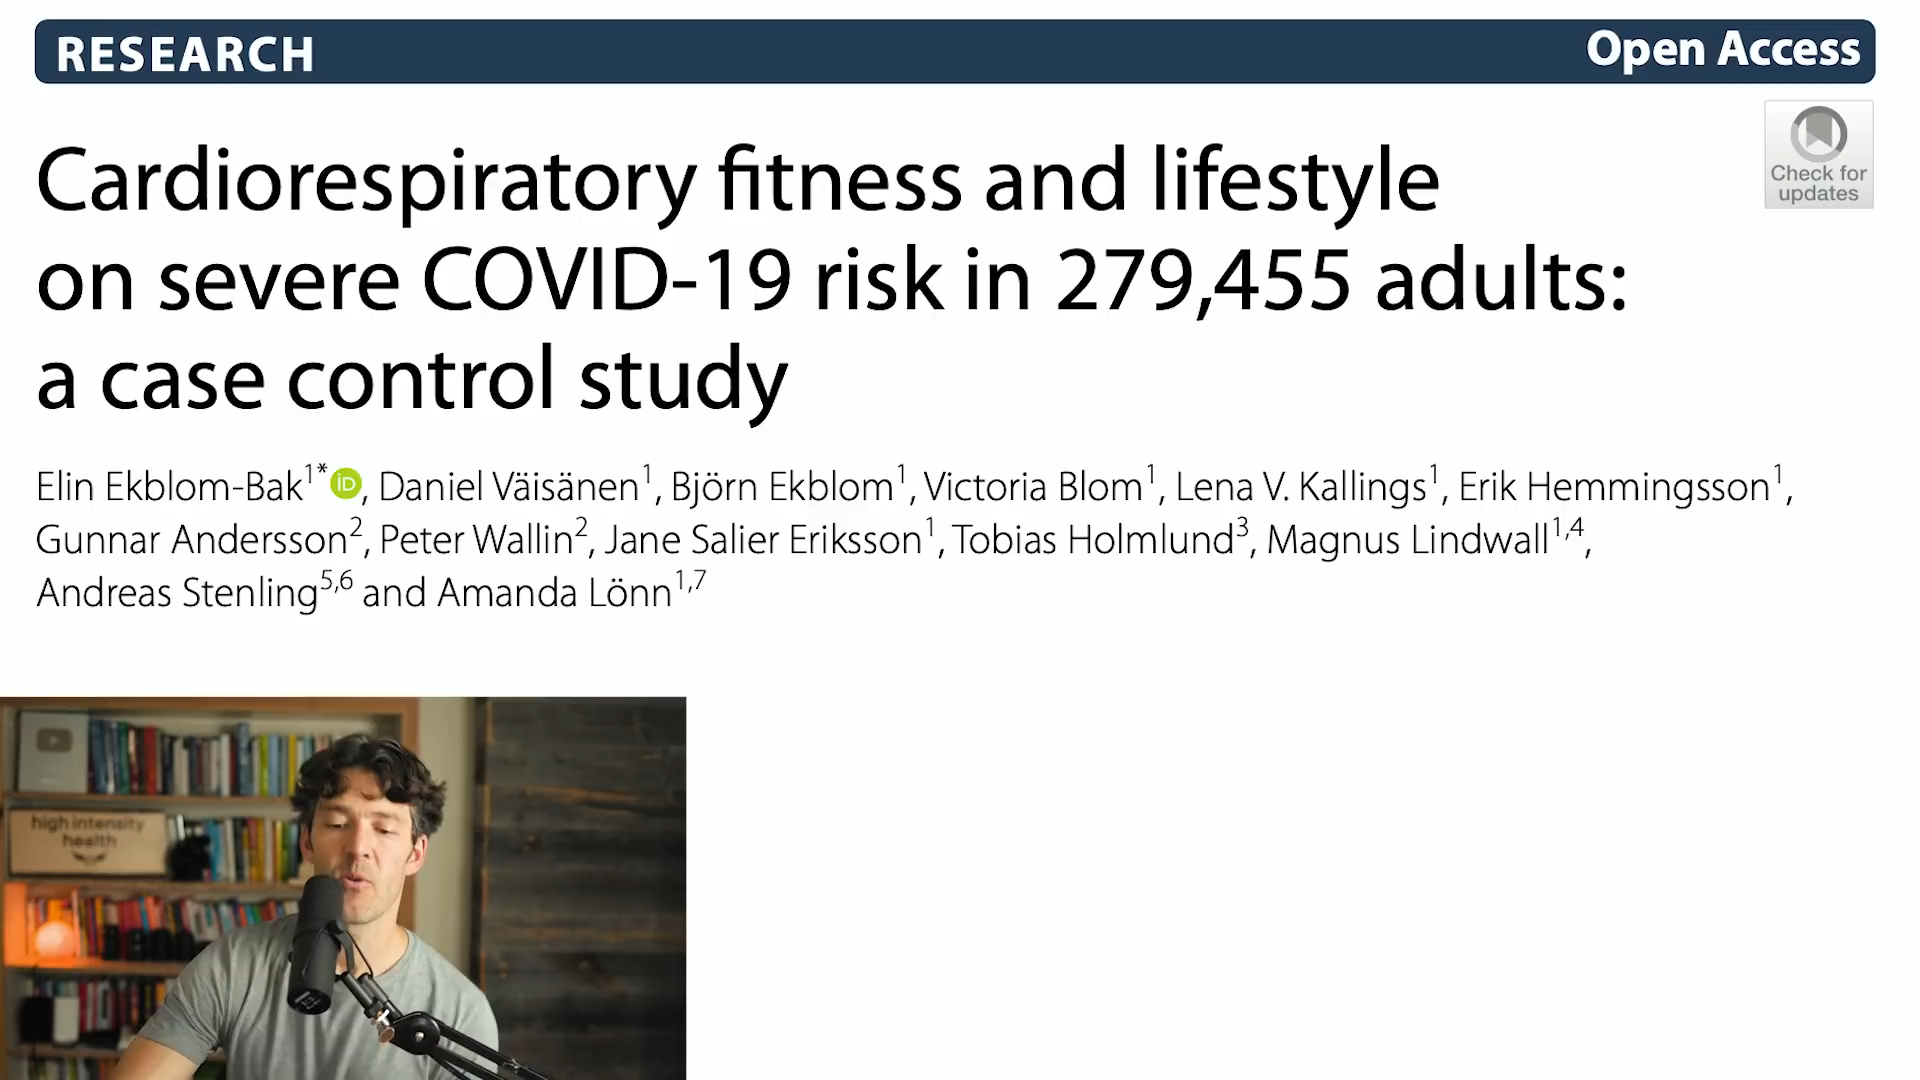 RESEARCH
Open Access
Check for
updates
Cardiorespiratory fitness and lifestyle
on severe COVID-19 risk in 279,455 adults:
a case control study
Elin Ekblom-Bak1* iD, Daniel Väisänen1, Björn Ekblom1, Victoria Blom1, Lena V. Kallings1, Erik Hemmingsson1,
Gunnar Andersson2, Peter Wallin2, Jane Salier Eriksson1, Tobias Holmlund3, Magnus Lindwall1,4,
Andreas Stenling5,6 and Amanda Lönn1,7
high intensity
health